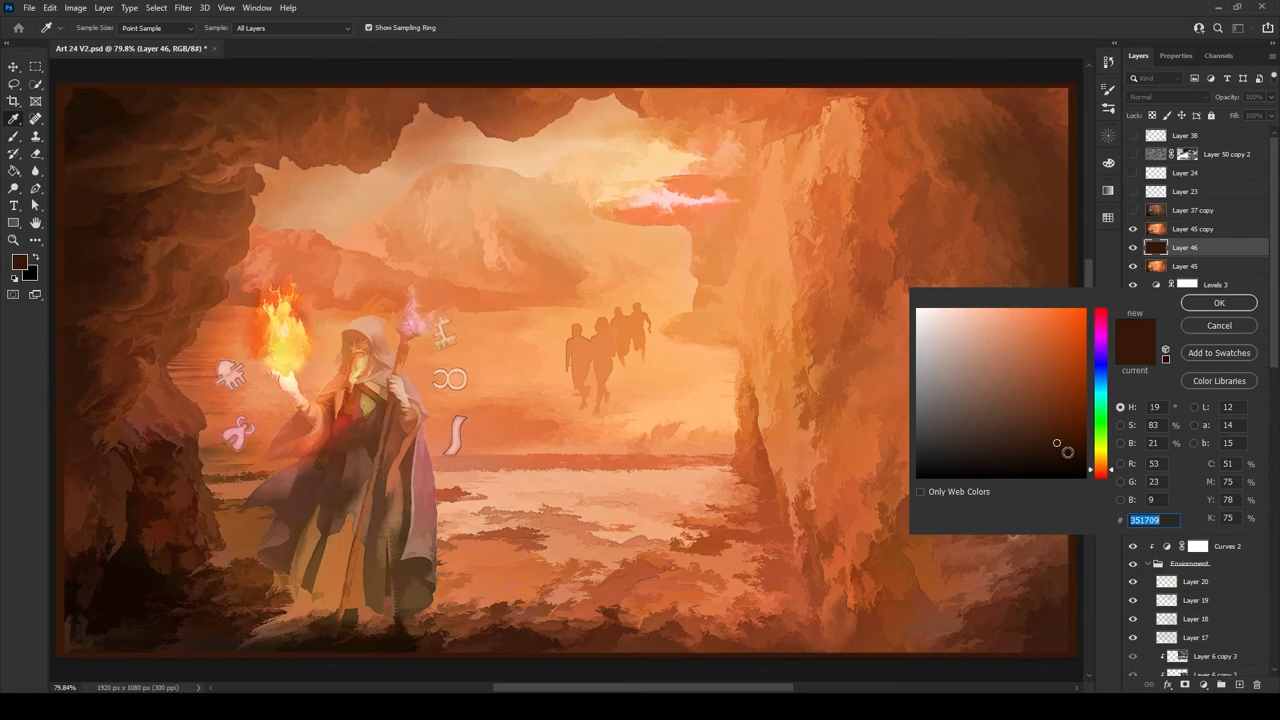 Ps File Edit Image Layer Type Select Filter 3D View Window Help
Sample Size: Point Sample Sample: All Layers Show Sampling Ring
Art 24 V2.psd @ 79.8% (Layer 46, RGB/8#) * ×
Layers Properties Channels
Kind
Normal Opacity: 100%
Lock: Fill: 100%
Layer 38
Layer 50 copy 2
Layer 24
Layer 23
Layer 37 copy
Layer 45 copy
Layer 46
Layer 45
Levels 3
new
current
OK
Cancel
Add to Swatches
Color Libraries
H: 19 ° L: 12
S: 83 % a: 14
B: 21 % b: 15
R: 53 C: 51 %
G: 23 M: 75 %
B: 9 Y: 78 %
# 351709 K: 75 %
Only Web Colors
Curves 2
Environment
Layer 20
Layer 19
Layer 18
Layer 17
Layer 6 copy 3
Layer 6 copy 2
79.84% 1920 px x 1080 px (300 ppi)